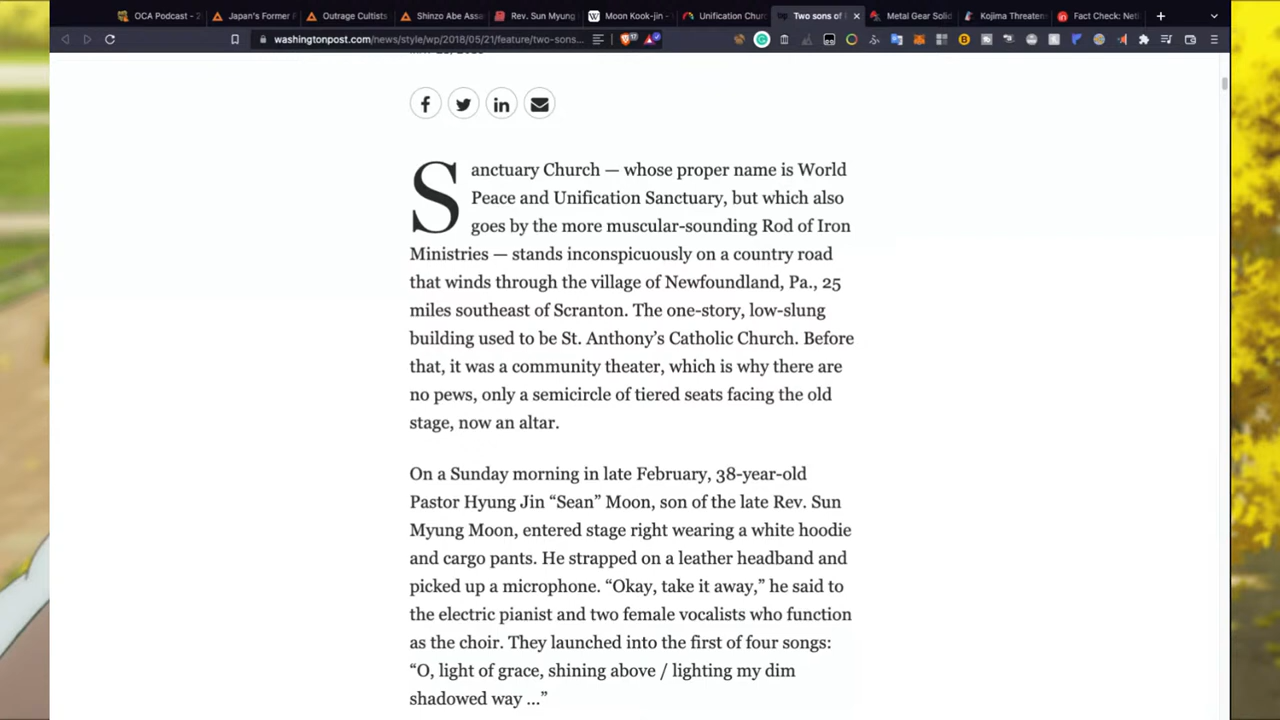 OCA Podcast - 2
Japan's Former F
Outrage Cultists
Shinzo Abe Assa
Rev. Sun Myung
Moon Kook-jin -
Unification Chur
Two sons of
Metal Gear Solid
Kojima Threaten
Fact Check: Net
washingtonpost.com/news/style/wp/2018/05/21/feature/two-sons...
Sanctuary Church — whose proper name is World
Peace and Unification Sanctuary, but which also
goes by the more muscular-sounding Rod of Iron
Ministries — stands inconspicuously on a country road
that winds through the village of Newfoundland, Pa., 25
miles southeast of Scranton. The one-story, low-slung
building used to be St. Anthony's Catholic Church. Before
that, it was a community theater, which is why there are
no pews, only a semicircle of tiered seats facing the old
stage, now an altar.
On a Sunday morning in late February, 38-year-old
Pastor Hyung Jin “Sean” Moon, son of the late Rev. Sun
Myung Moon, entered stage right wearing a white hoodie
and cargo pants. He strapped on a leather headband and
picked up a microphone. “Okay, take it away,” he said to
the electric pianist and two female vocalists who function
as the choir. They launched into the first of four songs:
“O, light of grace, shining above / lighting my dim
shadowed way ...”